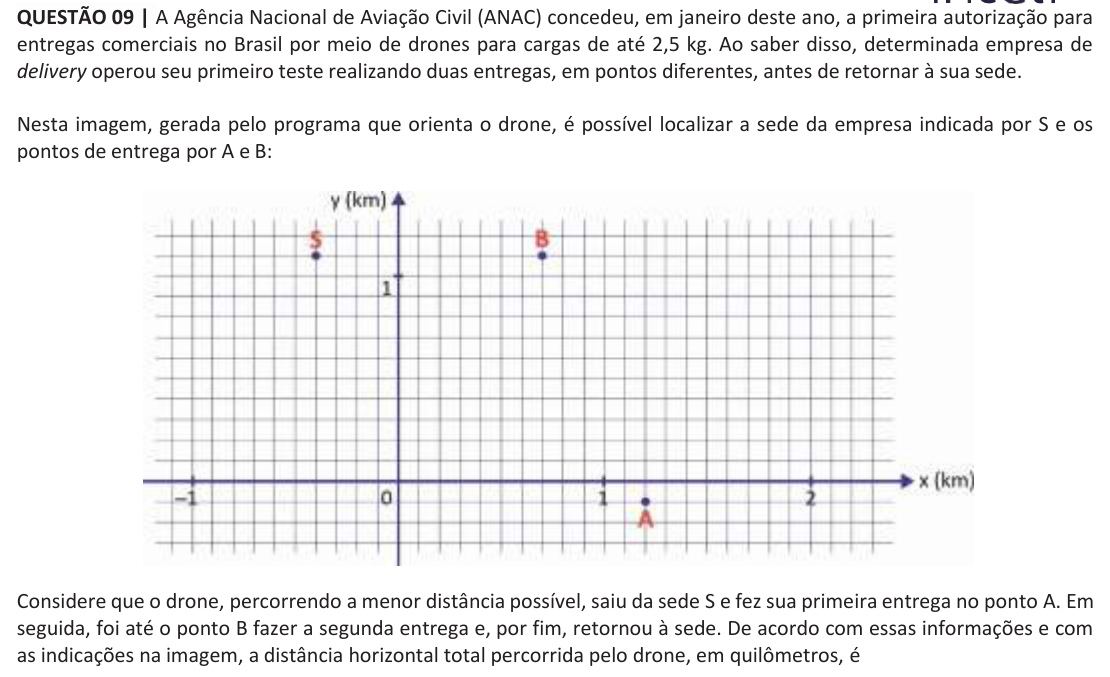 QUESTÃO 09 | A Agência Nacional de Aviação Civil (ANAC) concedeu, em janeiro deste ano, a primeira autorização para
entregas comerciais no Brasil por meio de drones para cargas de até 2,5 kg. Ao saber disso, determinada empresa de
delivery operou seu primeiro teste realizando duas entregas, em pontos diferentes, antes de retornar à sua sede.
Nesta imagem, gerada pelo programa que orienta o drone, é possível localizar a sede da empresa indicada por S e os
pontos de entrega por A e B:
y (km)
S B
1
x (km)
–1 0 1 2
A
Considere que o drone, percorrendo a menor distância possível, saiu da sede S e fez sua primeira entrega no ponto A. Em
seguida, foi até o ponto B fazer a segunda entrega e, por fim, retornou à sede. De acordo com essas informações e com
as indicações na imagem, a distância horizontal total percorrida pelo drone, em quilômetros, é